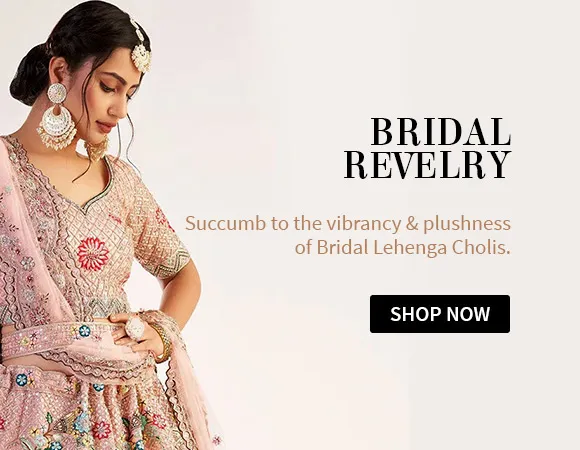 BRIDAL
REVELRY
Succumb to the vibrancy & plushness
of Bridal Lehenga Cholis.
SHOP NOW